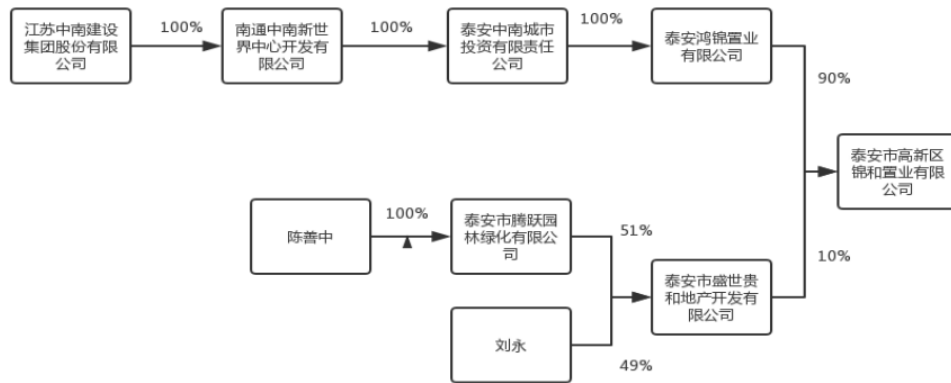 江苏中南建设
集团股份有限
公司
100%
南通中南新世
界中心开发有
限公司
100%
泰安中南城市
投资有限责任
公司
100%
泰安鸿锦置业
有限公司
90%
泰安市高新区
锦和置业有限
公司
陈善中
100%
泰安市腾跃园
林绿化有限公
司
51%
10%
泰安市盛世贵
和地产开发有
限公司
刘永
49%